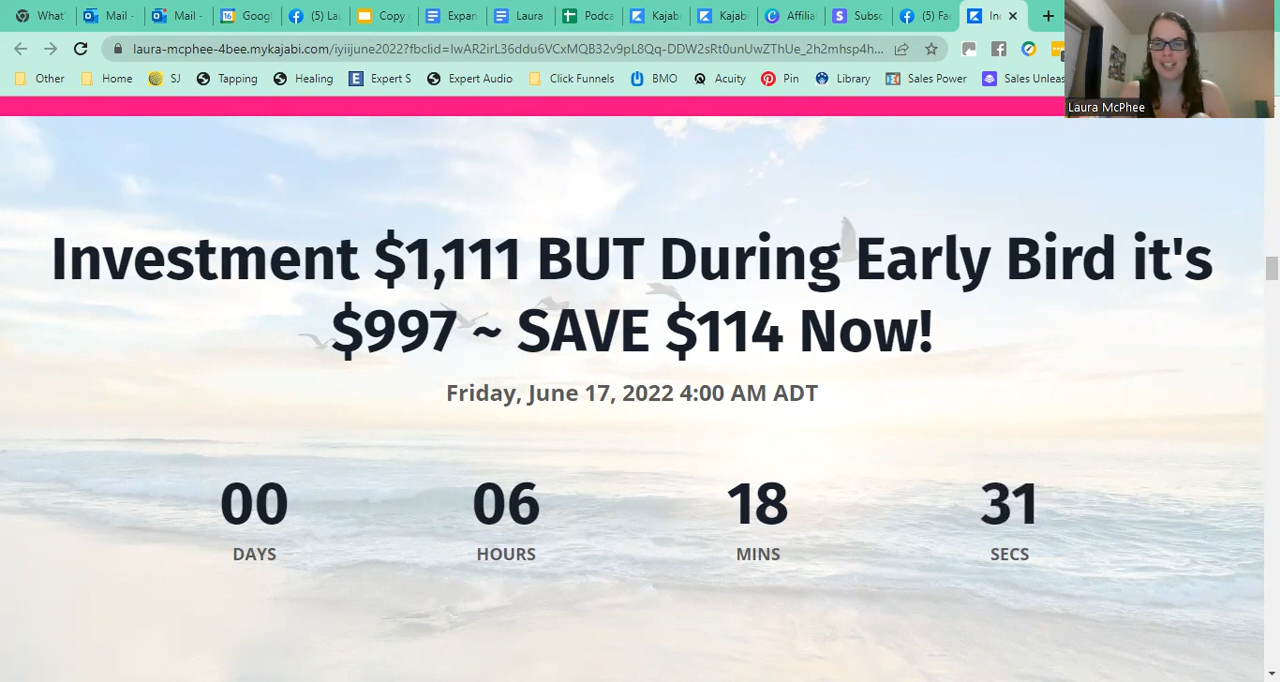 What'
Mail -
Mail -
Googl
(5) La
Copy
Expan
Laura
Podca
Kajab
Kajab
Affilia
Subsc
(5) Fa
In
laura-mcphee-4bee.mykajabi.com/iyiijune2022?fbclid=IwAR2irL36ddu6VCxMQB32v9pL8Qq-DDW2sRt0unUwZThUe_2h2mhsp4h...
Other Home SJ Tapping Healing Expert S Expert Audio Click Funnels BMO Acuity Pin Library Sales Power Sales Unleas
Laura McPhee
Investment $1,111 BUT During Early Bird it's
$997 ~ SAVE $114 Now!
Friday, June 17, 2022 4:00 AM ADT
00 06 18 31
DAYS HOURS MINS SECS